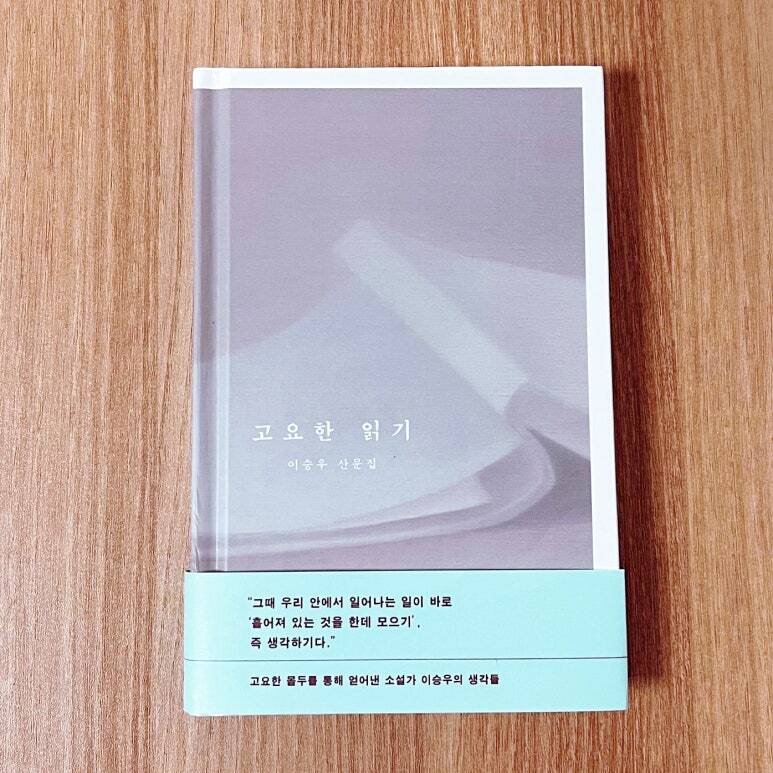 고요한 읽기
이승우 산문집
“그때 우리 안에서 일어나는 일이 바로
‘흩어져 있는 것을 한데 모으기’,
즉 생각하기다.”
고요한 몰두를 통해 얻어낸 소설가 이승우의 생각들